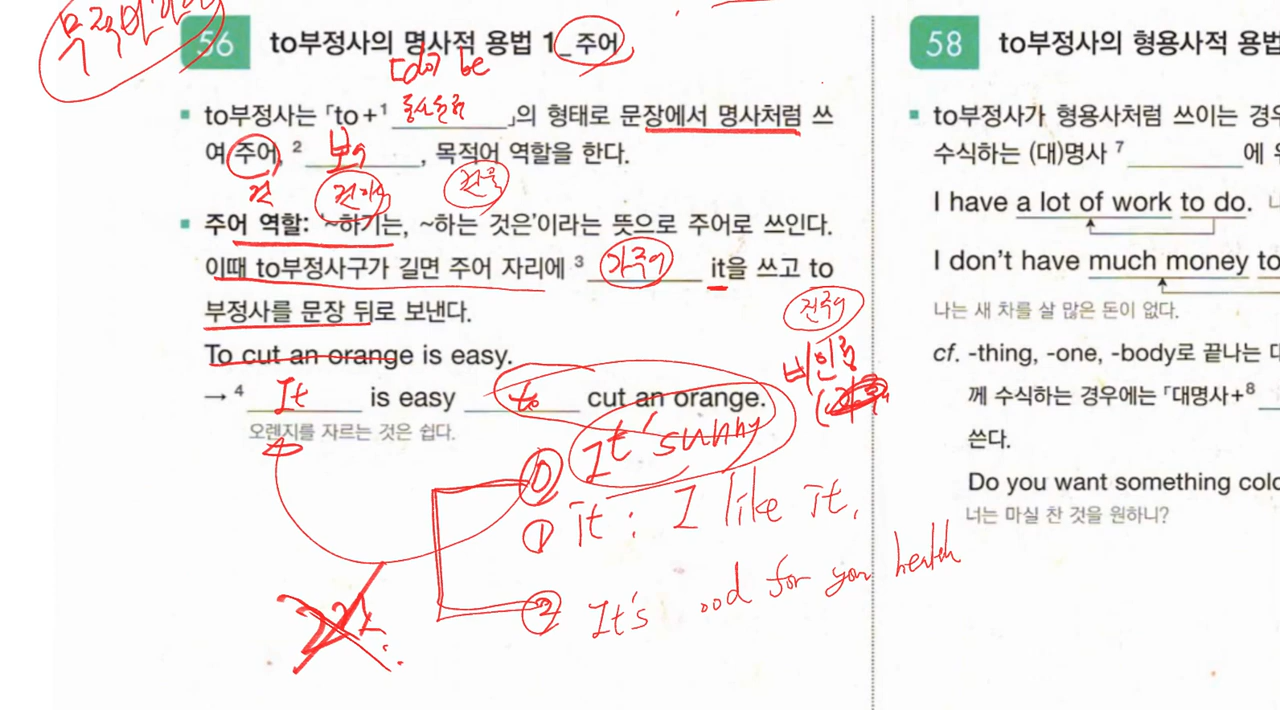 56 to부정사의 명사적 용법 1_주어
be
to부정사는 「to+¹ 동사원형」의 형태로 문장에서 명사처럼 쓰
여 주어, ² 보어, 목적어 역할을 한다.
주어 역할: '~하기는, ~하는 것은'이라는 뜻으로 주어로 쓰인다.
이때 to부정사구가 길면 주어 자리에 ³ 가주어 it을 쓰고 to
부정사를 문장 뒤로 보낸다.
진주어
To cut an orange is easy.
비인칭
→ ⁴ It is easy to cut an orange.
오렌지를 자르는 것은 쉽다.
⓪ It's sunny
① it : I like it.
② It's ood for your health
58 to부정사의 형용사적 용법
to부정사가 형용사처럼 쓰이는 경우
수식하는 (대)명사 ⁷ 에
I have a lot of work to do.
I don't have much money to
나는 새 차를 살 많은 돈이 없다.
cf. -thing, -one, -body로 끝나는 대
께 수식하는 경우에는 「대명사+⁸
쓴다.
Do you want something cold
너는 마실 찬 것을 원하니?